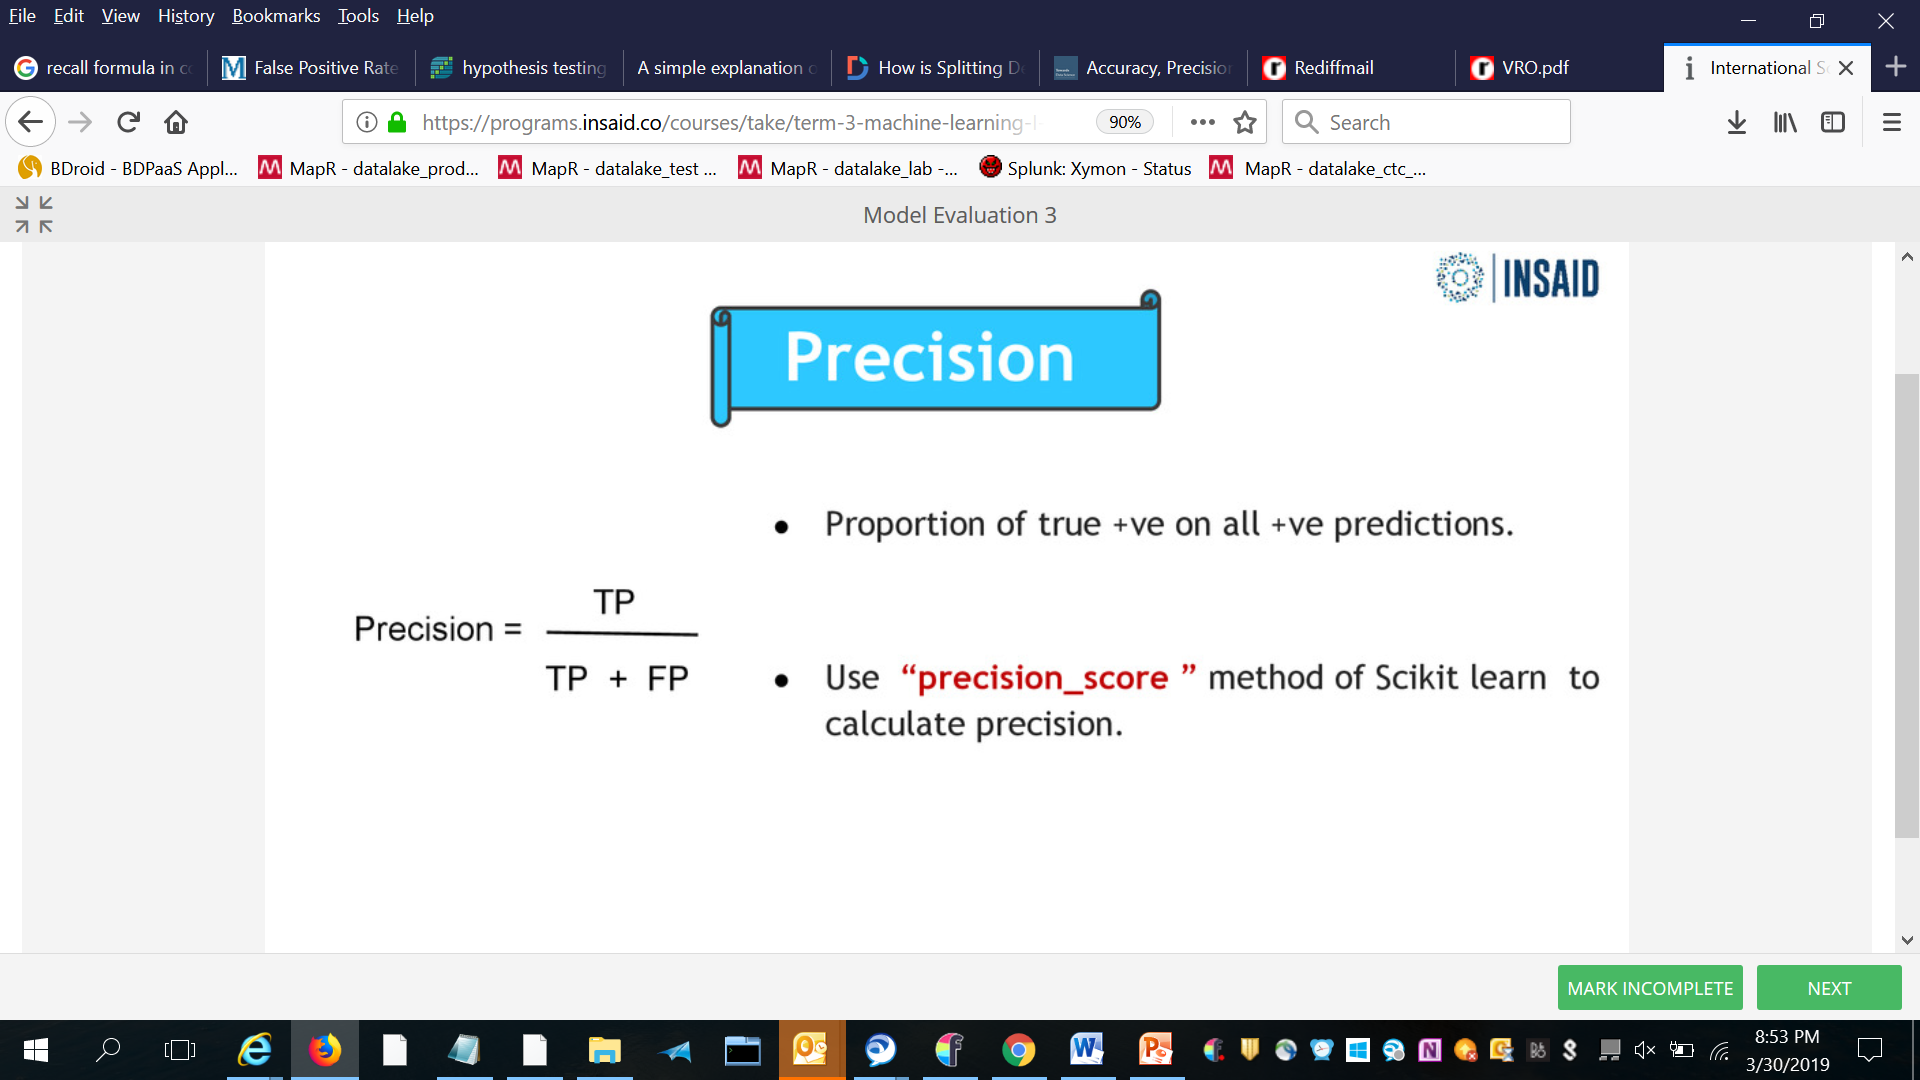 File Edit View History Bookmarks Tools Help
recall formula in c
False Positive Rate
hypothesis testing
A simple explanation o
How is Splitting De
Accuracy, Precision
Rediffmail
VRO.pdf
International S
https://programs.insaid.co/courses/take/term-3-machine-learning-l
90%
Search
BDroid - BDPaaS Appl...
MapR - datalake_prod...
MapR - datalake_test ...
MapR - datalake_lab -...
Splunk: Xymon - Status
MapR - datalake_ctc_...
Model Evaluation 3
INSAID
Precision
• Proportion of true +ve on all +ve predictions.
TP
Precision =
TP + FP
• Use “precision_score ” method of Scikit learn to
calculate precision.
MARK INCOMPLETE
NEXT
8:53 PM
3/30/2019